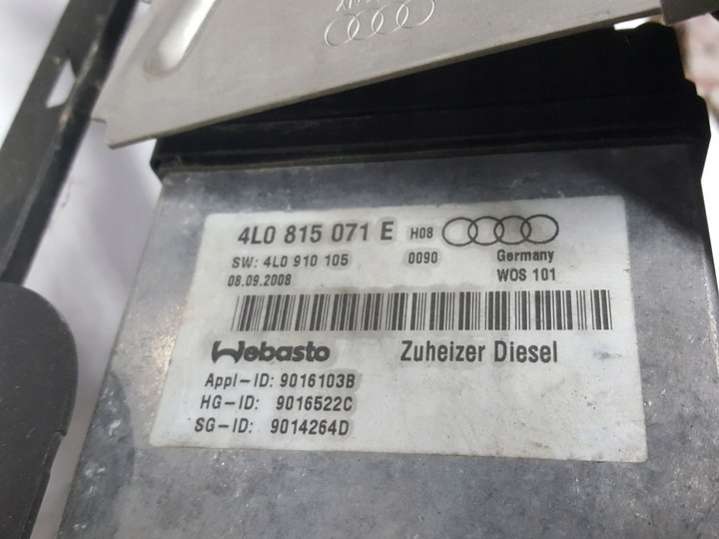 4L0 815 071 E H08
SW: 4L0 910 105 0090 Germany
08.09.2008 WOS 101
Webasto Zuheizer Diesel
Appl-ID: 9016103B
HG-ID: 9016522C
SG-ID: 9014264D